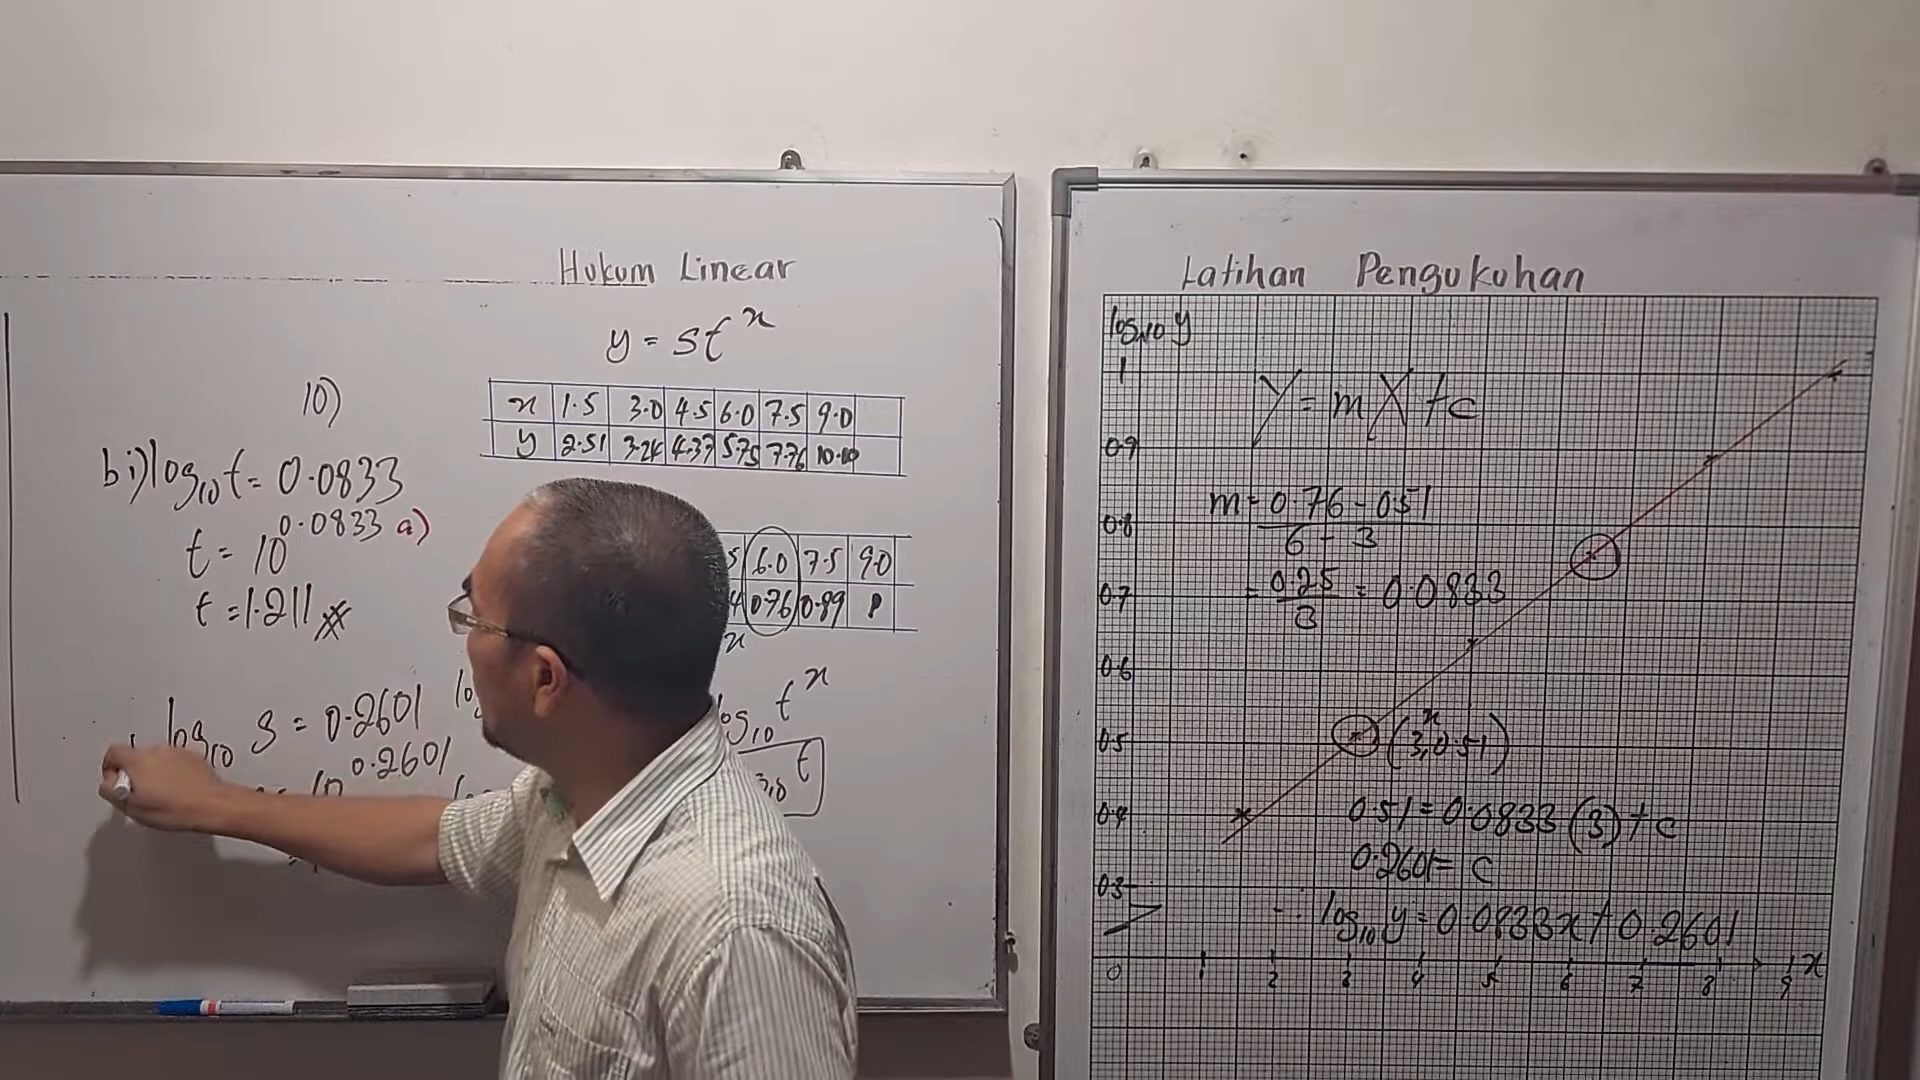 Hukum Linear
y = st^x
10)
x 1.5 3.0 4.5 6.0 7.5 9.0
y 2.51 3.24 4.37 5.75 7.76 10.00
bi) log10 t = 0.0833
t = 10^0.0833 a)
t = 1.211
6.0 7.5 9.0
0.76 0.89 1
x
log10 s = 0.2601
10^0.2601
log10 t^x
t
Latihan Pengukuhan
log10 y
1
0.9
0.8
0.7
0.6
0.5
0.4
0.3
Y = mX + c
m = 0.76 - 0.51
6 - 3
= 0.25 = 0.0833
3
x
(3, 0.51)
0.51 = 0.0833 (3) + c
0.2601 = c
∴ log10 y = 0.0833x + 0.2601
0 1 2 3 4 5 6 7 8 9 x